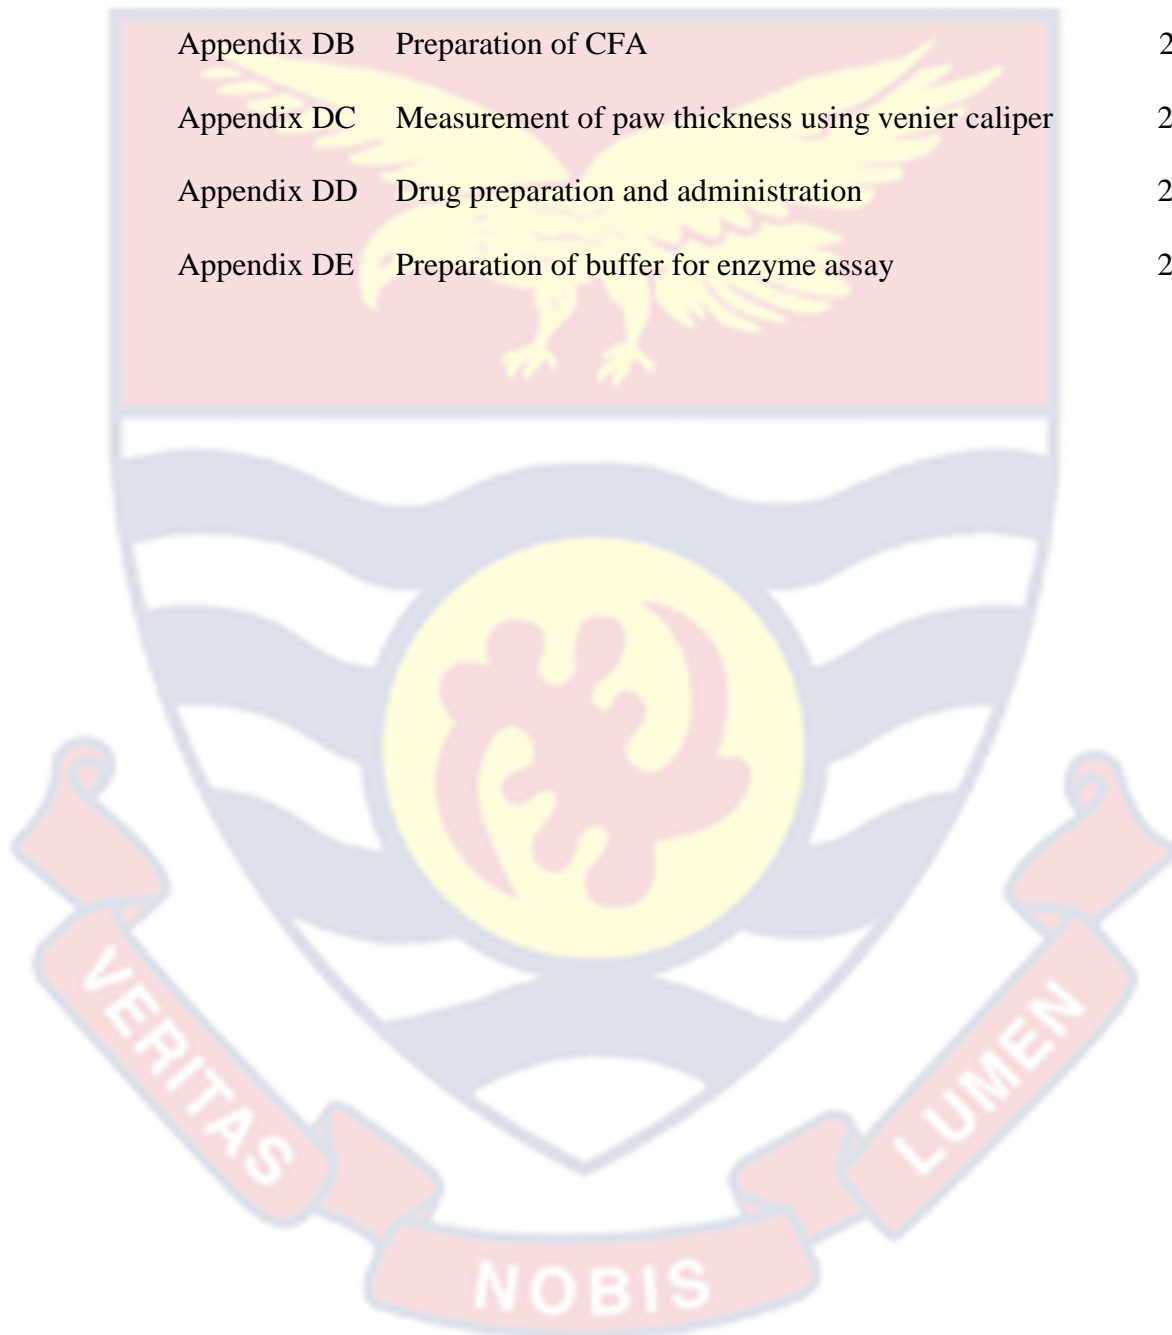 Appendix DB Preparation of CFA 2
Appendix DC Measurement of paw thickness using venier caliper 2
Appendix DD Drug preparation and administration 2
Appendix DE Preparation of buffer for enzyme assay 2
VERITAS
NOBIS
LUMEN